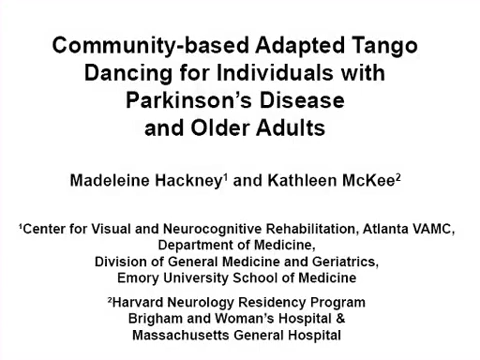 Community-based Adapted Tango
Dancing for Individuals with
Parkinson's Disease
and Older Adults
Madeleine Hackney¹ and Kathleen McKee²
¹Center for Visual and Neurocognitive Rehabilitation, Atlanta VAMC,
Department of Medicine,
Division of General Medicine and Geriatrics,
Emory University School of Medicine
²Harvard Neurology Residency Program
Brigham and Woman's Hospital &
Massachusetts General Hospital